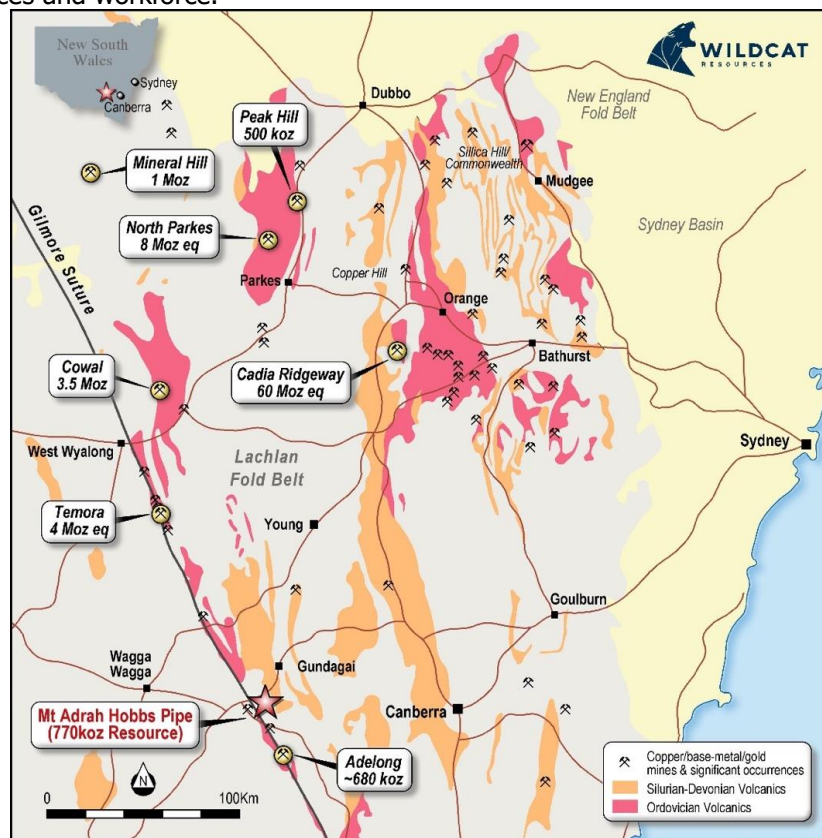 ces and workforce.
New South
Wales
Sydney
Canberra
WILDCAT
RESOURCES
Dubbo
New England
Fold Belt
Peak Hill
500 koz
Sillica Hill/
Commonwealth
Mineral Hill
1 Moz
Mudgee
North Parkes
8 Moz eq
Sydney Basin
Gilmore Suture
Copper Hill
Parkes
Orange
Cowal
3.5 Moz
Cadia Ridgeway
60 Moz eq
Bathurst
West Wyalong
Sydney
Lachlan
Fold Belt
Temora
4 Moz eq
Young
Goulburn
Wagga
Wagga
Gundagai
Mt Adrah Hobbs Pipe
(770koz Resource)
Canberra
Adelong
~680 koz
N
0
100Km
Copper/base-metal/gold
mines & significant occurrences
Silurian-Devonian Volcanics
Ordovician Volcanics